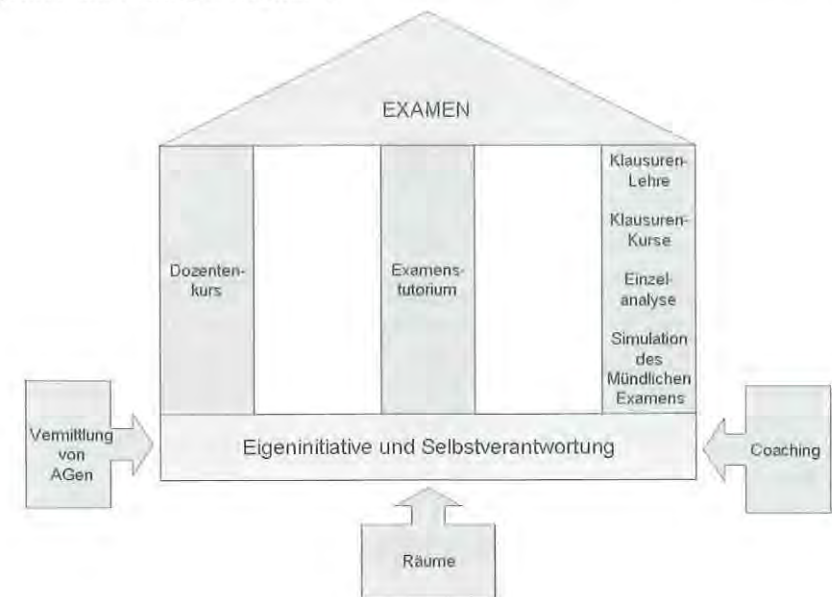 EXAMEN
Dozenten-
kurs
Examens-
tutorium
Klausuren-
Lehre
Klausuren-
Kurse
Einzel-
analyse
Simulation
des
Mündlichen
Examens
Vermittlung
von
AGen
Eigeninitiative und Selbstverantwortung
Coaching
Räume